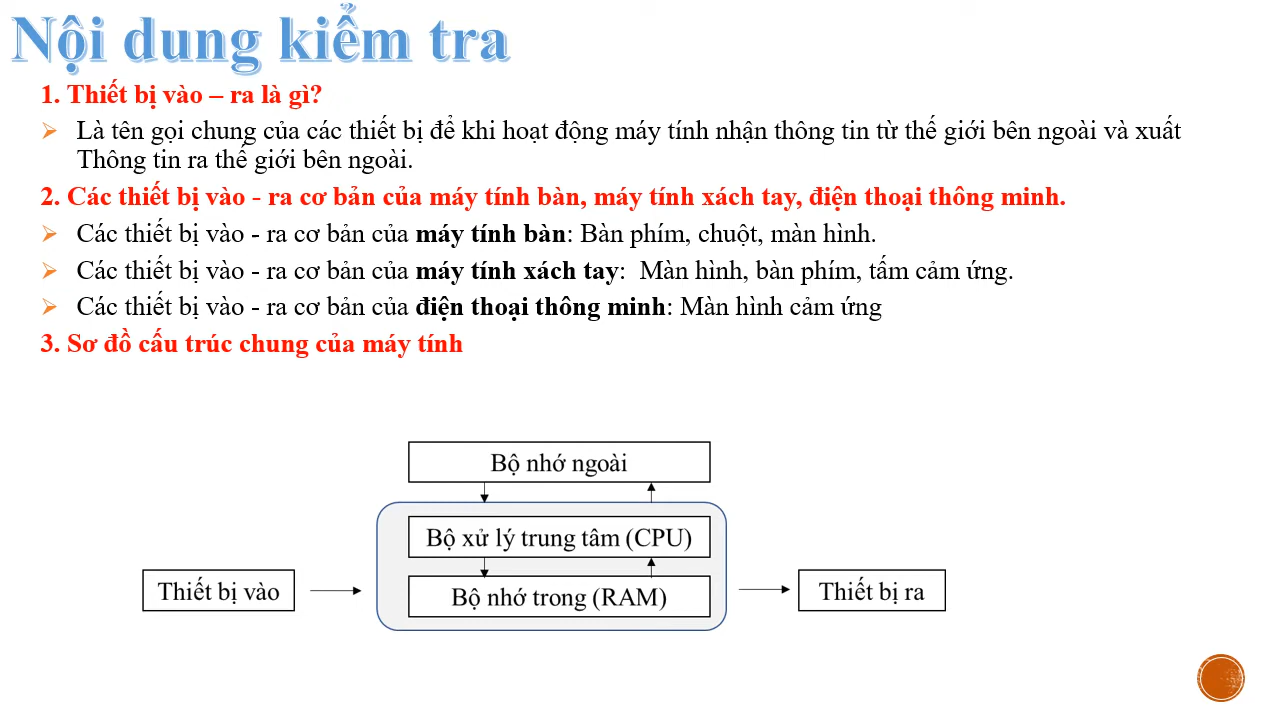 Nội dung kiểm tra
1. Thiết bị vào – ra là gì?
Là tên gọi chung của các thiết bị để khi hoạt động máy tính nhận thông tin từ thế giới bên ngoài và xuất
Thông tin ra thế giới bên ngoài.
2. Các thiết bị vào - ra cơ bản của máy tính bàn, máy tính xách tay, điện thoại thông minh.
Các thiết bị vào - ra cơ bản của máy tính bàn: Bàn phím, chuột, màn hình.
Các thiết bị vào - ra cơ bản của máy tính xách tay: Màn hình, bàn phím, tấm cảm ứng.
Các thiết bị vào - ra cơ bản của điện thoại thông minh: Màn hình cảm ứng
3. Sơ đồ cấu trúc chung của máy tính
Bộ nhớ ngoài
Bộ xử lý trung tâm (CPU)
Thiết bị vào
Bộ nhớ trong (RAM)
Thiết bị ra